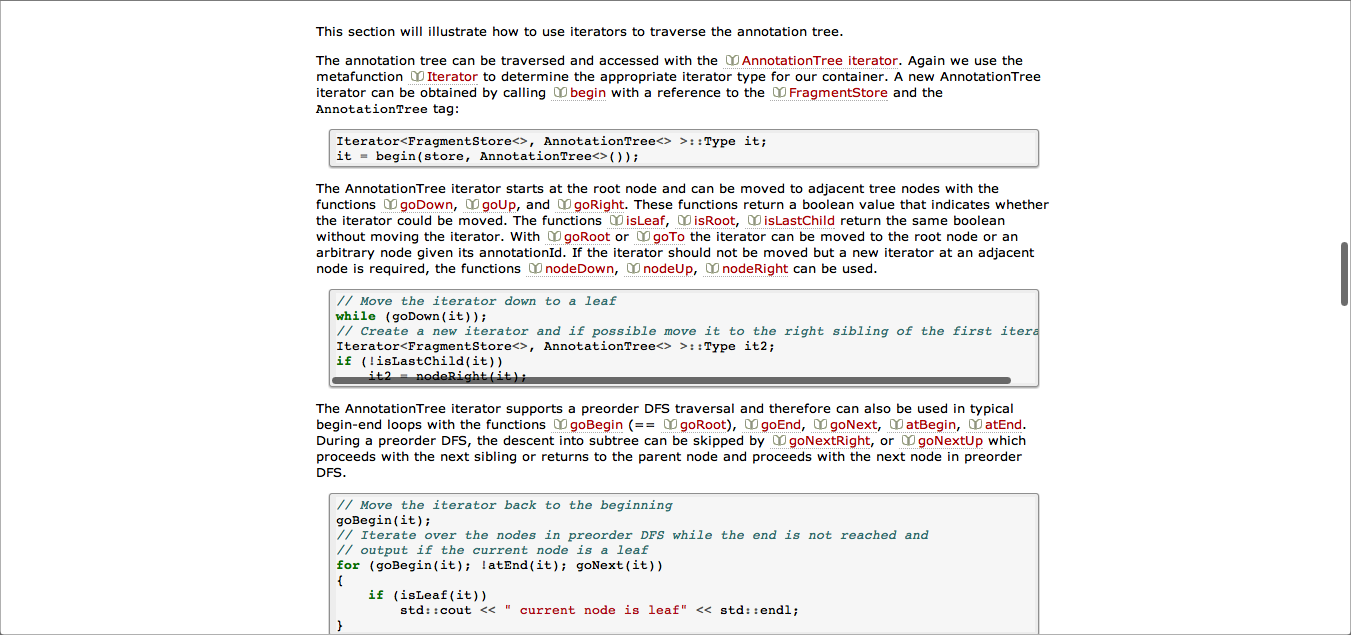 This section will illustrate how to use iterators to traverse the annotation tree.
The annotation tree can be traversed and accessed with the AnnotationTree iterator. Again we use the
metafunction Iterator to determine the appropriate iterator type for our container. A new AnnotationTree
iterator can be obtained by calling begin with a reference to the FragmentStore and the
AnnotationTree tag:
Iterator<FragmentStore<>, AnnotationTree<> >::Type it;
it = begin(store, AnnotationTree<>());
The AnnotationTree iterator starts at the root node and can be moved to adjacent tree nodes with the
functions goDown, goUp, and goRight. These functions return a boolean value that indicates whether
the iterator could be moved. The functions isLeaf, isRoot, isLastChild return the same boolean
without moving the iterator. With goRoot or goTo the iterator can be moved to the root node or an
arbitrary node given its annotationId. If the iterator should not be moved but a new iterator at an adjacent
node is required, the functions nodeDown, nodeUp, nodeRight can be used.
// Move the iterator down to a leaf
while (goDown(it));
// Create a new iterator and if possible move it to the right sibling of the first itera
Iterator<FragmentStore<>, AnnotationTree<> >::Type it2;
if (!isLastChild(it))
    it2 = nodeRight(it);
The AnnotationTree iterator supports a preorder DFS traversal and therefore can also be used in typical
begin-end loops with the functions goBegin (== goRoot), goEnd, goNext, atBegin, atEnd.
During a preorder DFS, the descent into subtree can be skipped by goNextRight, or goNextUp which
proceeds with the next sibling or returns to the parent node and proceeds with the next node in preorder
DFS.
// Move the iterator back to the beginning
goBegin(it);
// Iterate over the nodes in preorder DFS while the end is not reached and
// output if the current node is a leaf
for (goBegin(it); !atEnd(it); goNext(it))
{
    if (isLeaf(it))
        std::cout << " current node is leaf" << std::endl;
}